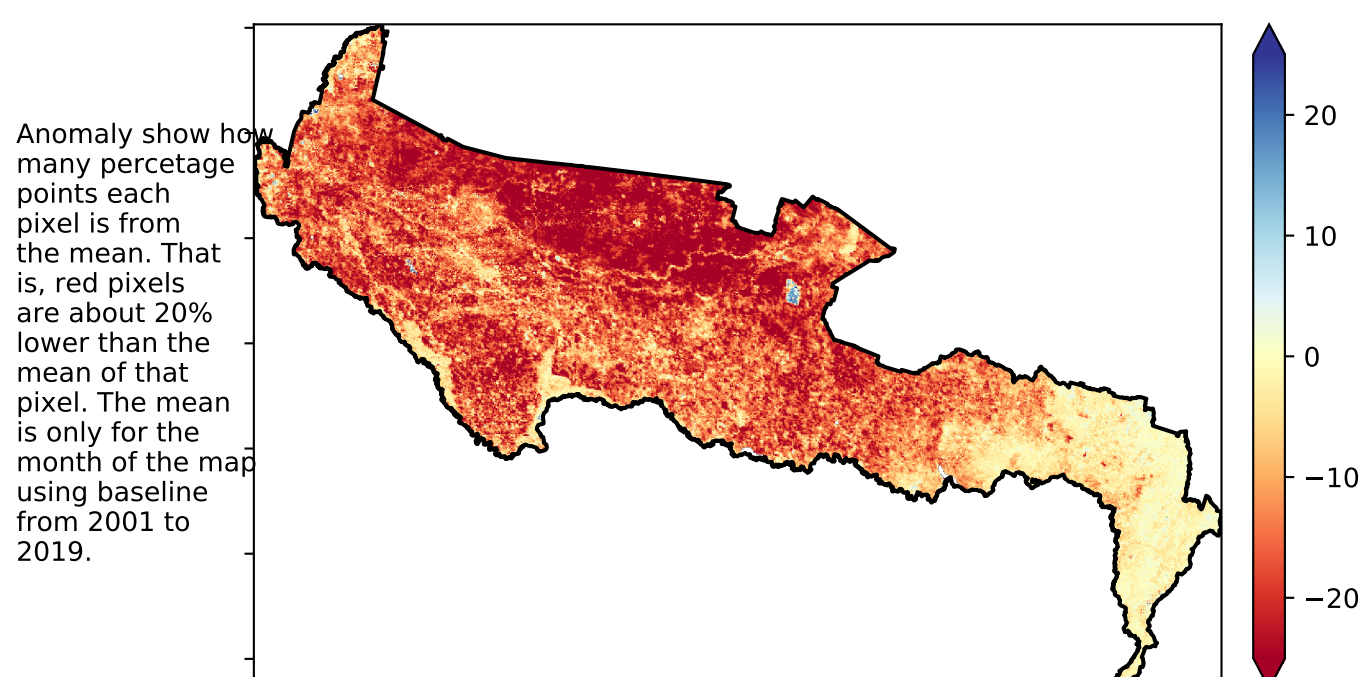 Anomaly show how
many percetage
points each
pixel is from
the mean. That
is, red pixels
are about 20%
lower than the
mean of that
pixel. The mean
is only for the
month of the map
using baseline
from 2001 to
2019.
20
10
0
−10
−20